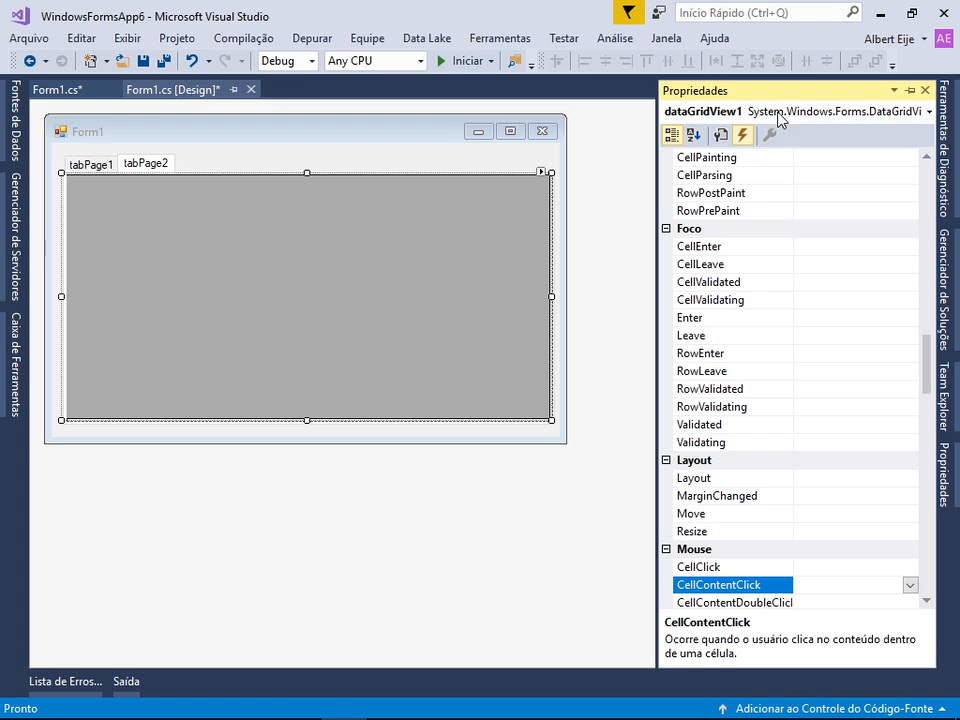 WindowsFormsApp6 - Microsoft Visual Studio
Início Rápido (Ctrl+Q)
Arquivo Editar Exibir Projeto Compilação Depurar Equipe Data Lake Ferramentas Testar Análise Janela Ajuda Albert Eije AE
Debug Any CPU Iniciar
Form1.cs* Form1.cs [Design]*
Fontes de Dados
Gerenciador de Servidores
Caixa de Ferramentas
Form1
tabPage1 tabPage2
Propriedades
dataGridView1 System.Windows.Forms.DataGridVi
CellPainting
CellParsing
RowPostPaint
RowPrePaint
Foco
CellEnter
CellLeave
CellValidated
CellValidating
Enter
Leave
RowEnter
RowLeave
RowValidated
RowValidating
Validated
Validating
Layout
Layout
MarginChanged
Move
Resize
Mouse
CellClick
CellContentClick
CellContentDoubleClicl
CellContentClick
Ocorre quando o usuário clica no conteúdo dentro
de uma célula.
Ferramentas de Diagnóstico
Gerenciador de Soluções
Team Explorer
Propriedades
Lista de Erros... Saída
Pronto
Adicionar ao Controle do Código-Fonte